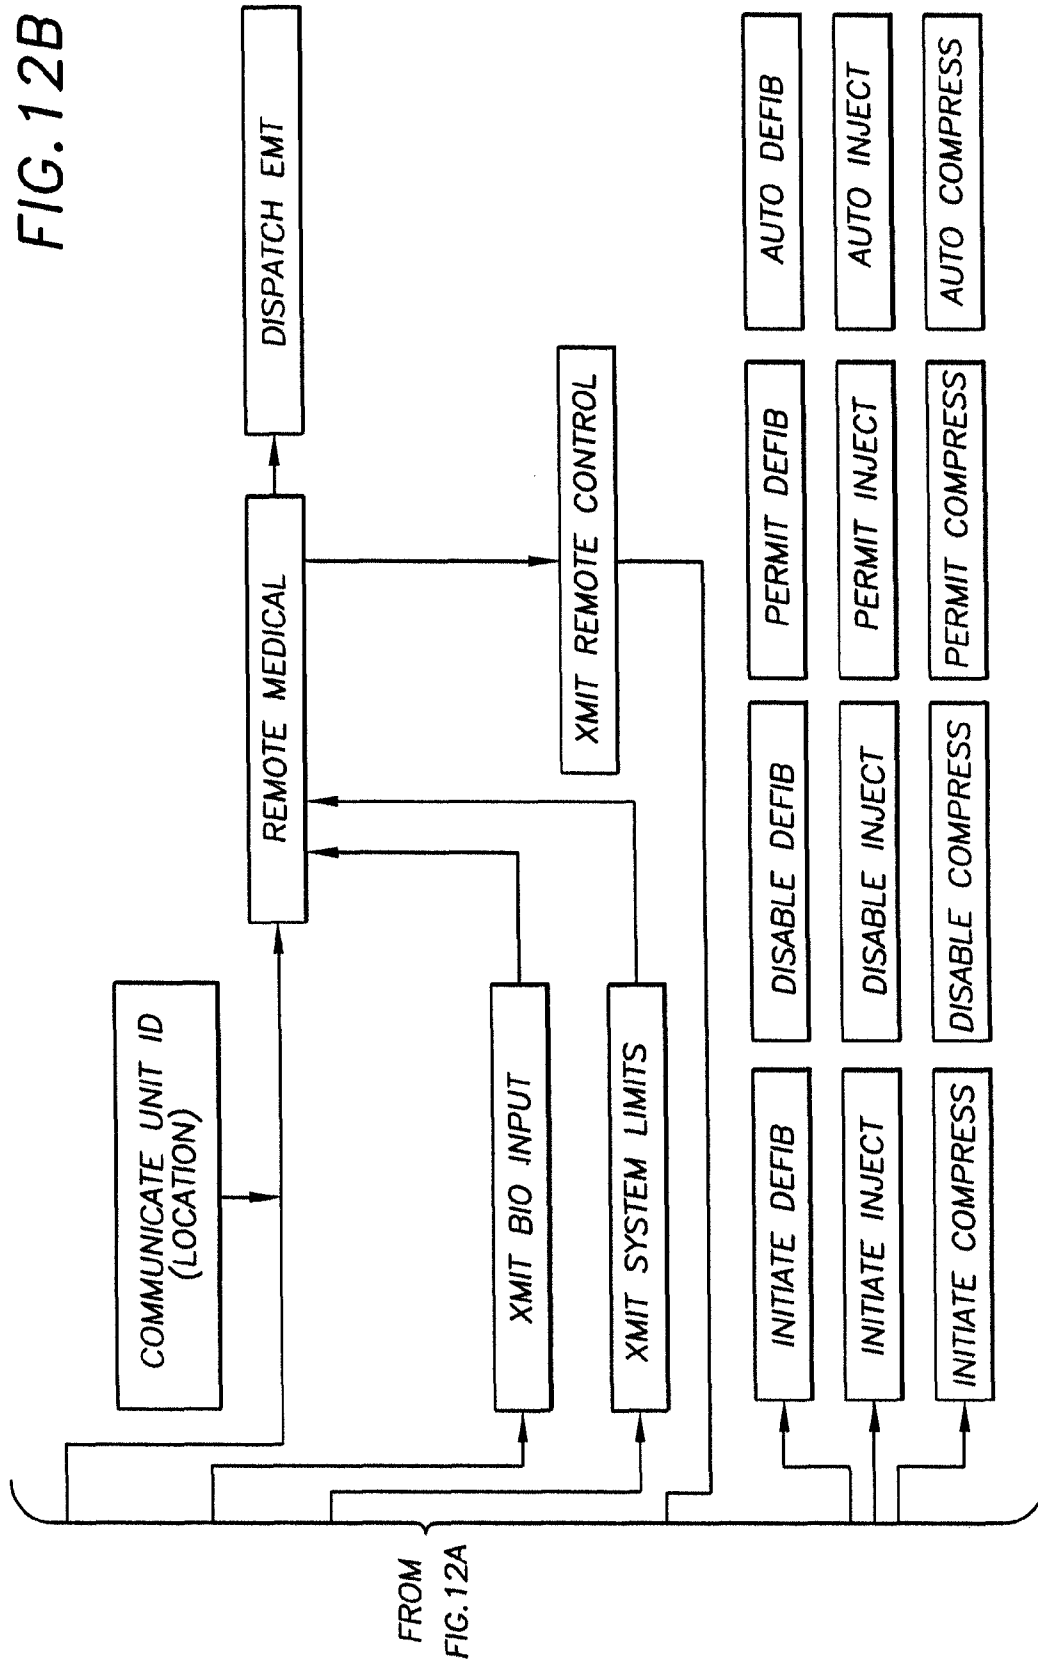 FIG.12B
FROM
FIG.12A
COMMUNICATE UNIT ID
(LOCATION)
REMOTE MEDICAL
DISPATCH EMT
XMIT BIO INPUT
XMIT SYSTEM LIMITS
XMIT REMOTE CONTROL
INITIATE DEFIB
DISABLE DEFIB
PERMIT DEFIB
AUTO DEFIB
INITIATE INJECT
DISABLE INJECT
PERMIT INJECT
AUTO INJECT
INITIATE COMPRESS
DISABLE COMPRESS
PERMIT COMPRESS
AUTO COMPRESS